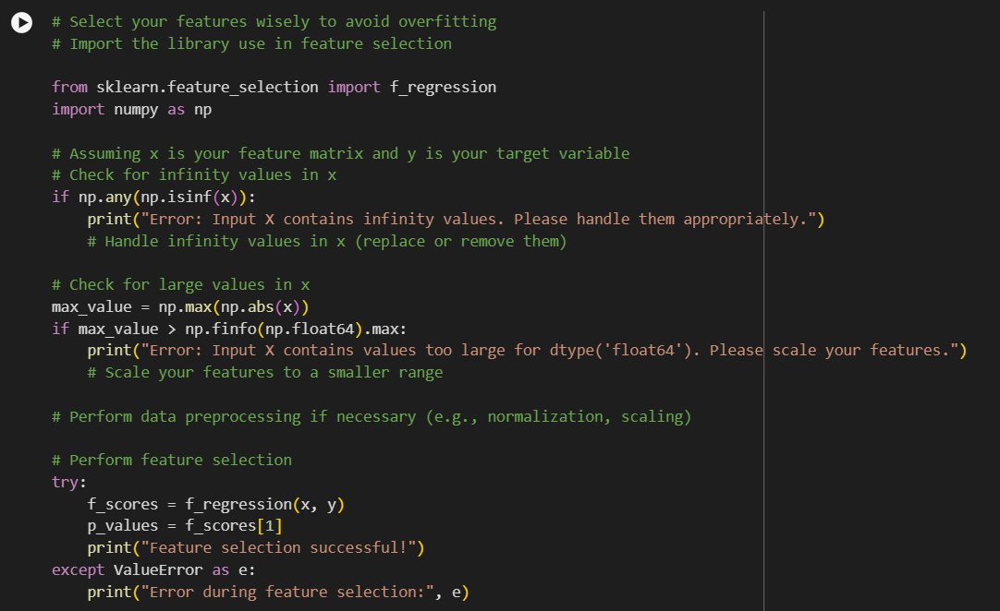 # Select your features wisely to avoid overfitting
# Import the library use in feature selection
from sklearn.feature_selection import f_regression
import numpy as np
# Assuming x is your feature matrix and y is your target variable
# Check for infinity values in x
if np.any(np.isinf(x)):
    print("Error: Input X contains infinity values. Please handle them appropriately.")
    # Handle infinity values in x (replace or remove them)
# Check for large values in x
max_value = np.max(np.abs(x))
if max_value > np.finfo(np.float64).max:
    print("Error: Input X contains values too large for dtype('float64'). Please scale your features.")
    # Scale your features to a smaller range
# Perform data preprocessing if necessary (e.g., normalization, scaling)
# Perform feature selection
try:
    f_scores = f_regression(x, y)
    p_values = f_scores[1]
    print("Feature selection successful!")
except ValueError as e:
    print("Error during feature selection:", e)